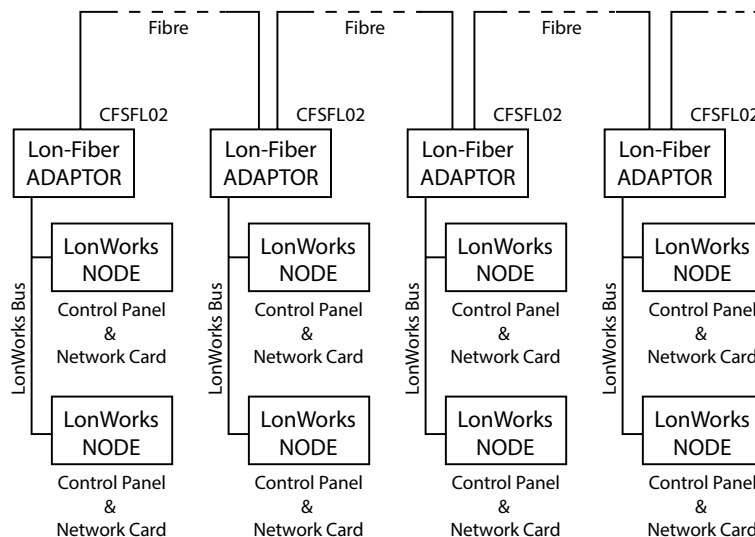 Fibre
Fibre
Fibre
CFSFL02
CFSFL02
CFSFL02
CFSFL02
Lon-Fiber
ADAPTOR
Lon-Fiber
ADAPTOR
Lon-Fiber
ADAPTOR
Lon-Fiber
ADAPTOR
LonWorks Bus
LonWorks
NODE
Control Panel
&
Network Card
LonWorks Bus
LonWorks
NODE
Control Panel
&
Network Card
LonWorks Bus
LonWorks
NODE
Control Panel
&
Network Card
LonWorks Bus
LonWorks
NODE
Control Panel
&
Network Card
LonWorks
NODE
Control Panel
&
Network Card
LonWorks
NODE
Control Panel
&
Network Card
LonWorks
NODE
Control Panel
&
Network Card
LonWorks
NODE
Control Panel
&
Network Card